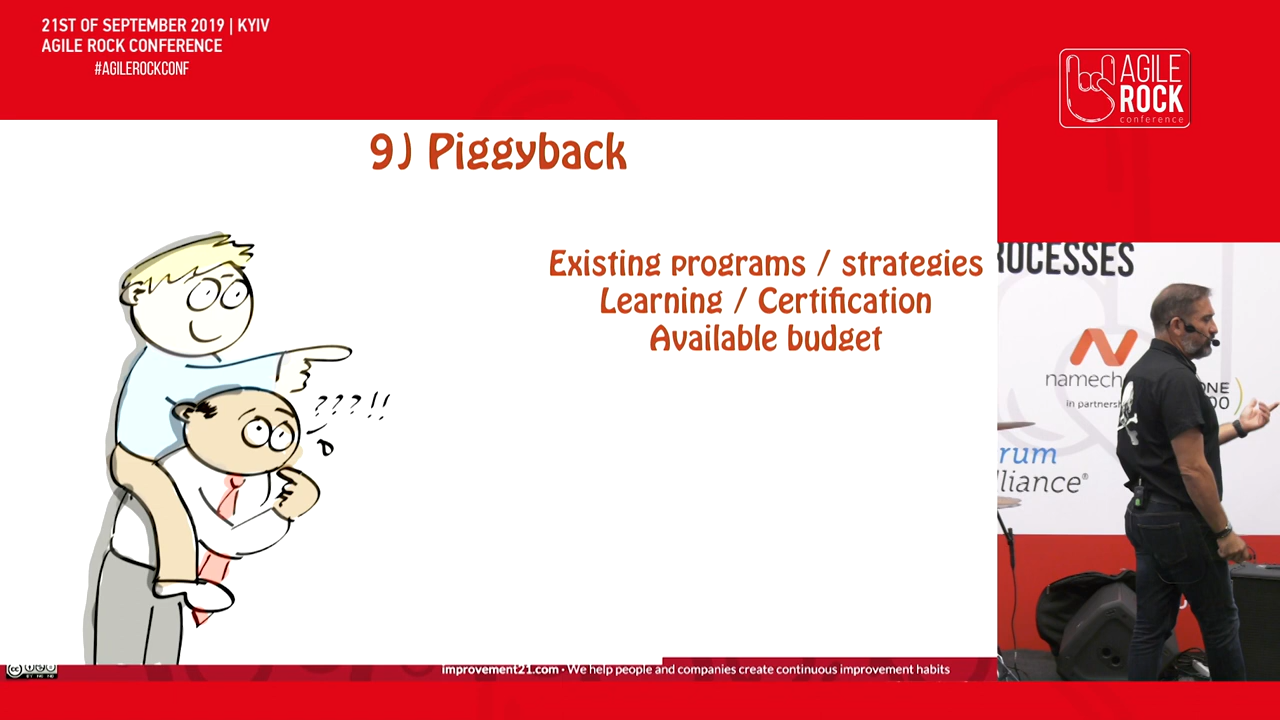 21ST OF SEPTEMBER 2019 | KYIV
AGILE ROCK CONFERENCE
#AGILEROCKCONF
AGILE
ROCK
conference
9) Piggyback
Existing programs / strategies
Learning / Certification
Available budget
???!!
ROCESSES
namech
in partnersh
ONE
OO
rum
lliance®
improvement21.com · We help people and companies create continuous improvement habits